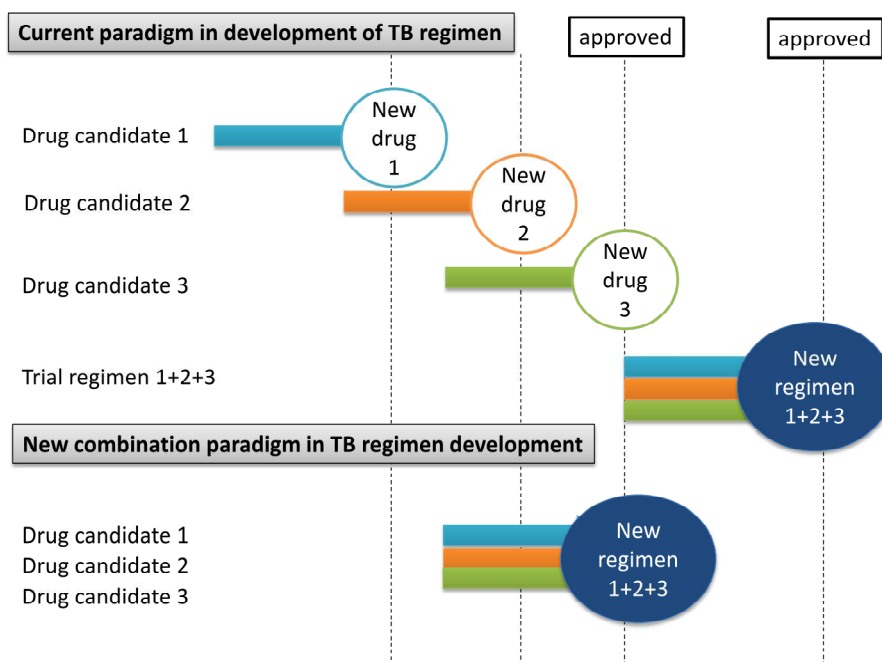 Current paradigm in development of TB regimen
approved
approved
Drug candidate 1
New
drug
1
Drug candidate 2
New
drug
2
Drug candidate 3
New
drug
3
Trial regimen 1+2+3
New
regimen
1+2+3
New combination paradigm in TB regimen development
Drug candidate 1
Drug candidate 2
Drug candidate 3
New
regimen
1+2+3